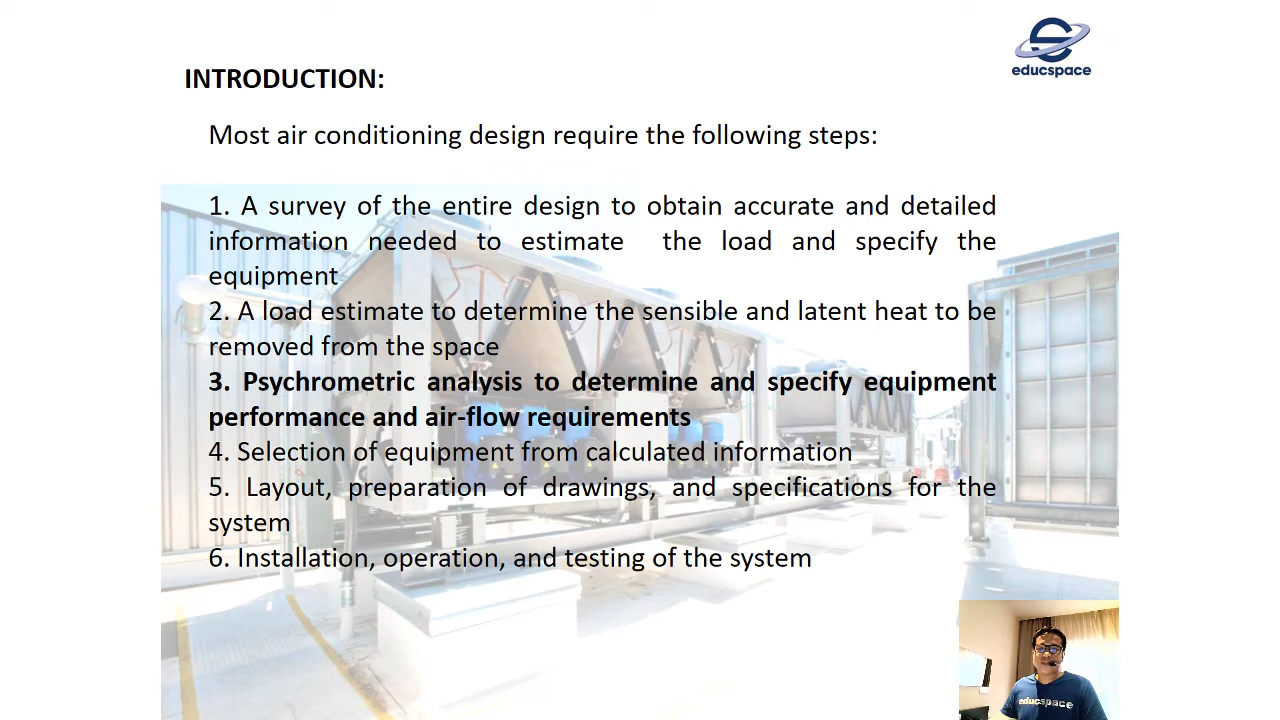 educspace
INTRODUCTION:
Most air conditioning design require the following steps:
1. A survey of the entire design to obtain accurate and detailed
information needed to estimate the load and specify the
equipment
2. A load estimate to determine the sensible and latent heat to be
removed from the space
3. Psychrometric analysis to determine and specify equipment
performance and air-flow requirements
4. Selection of equipment from calculated information
5. Layout, preparation of drawings, and specifications for the
system
6. Installation, operation, and testing of the system
educspace